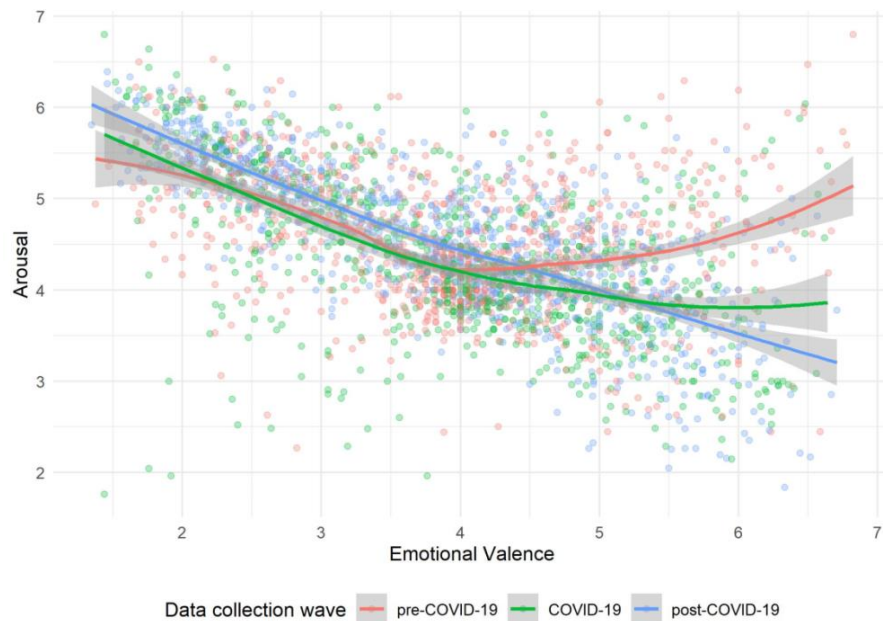 7
6
5
4
3
2
Arousal
2 3 4 5 6 7
Emotional Valence
Data collection wave pre-COVID-19 COVID-19 post-COVID-19